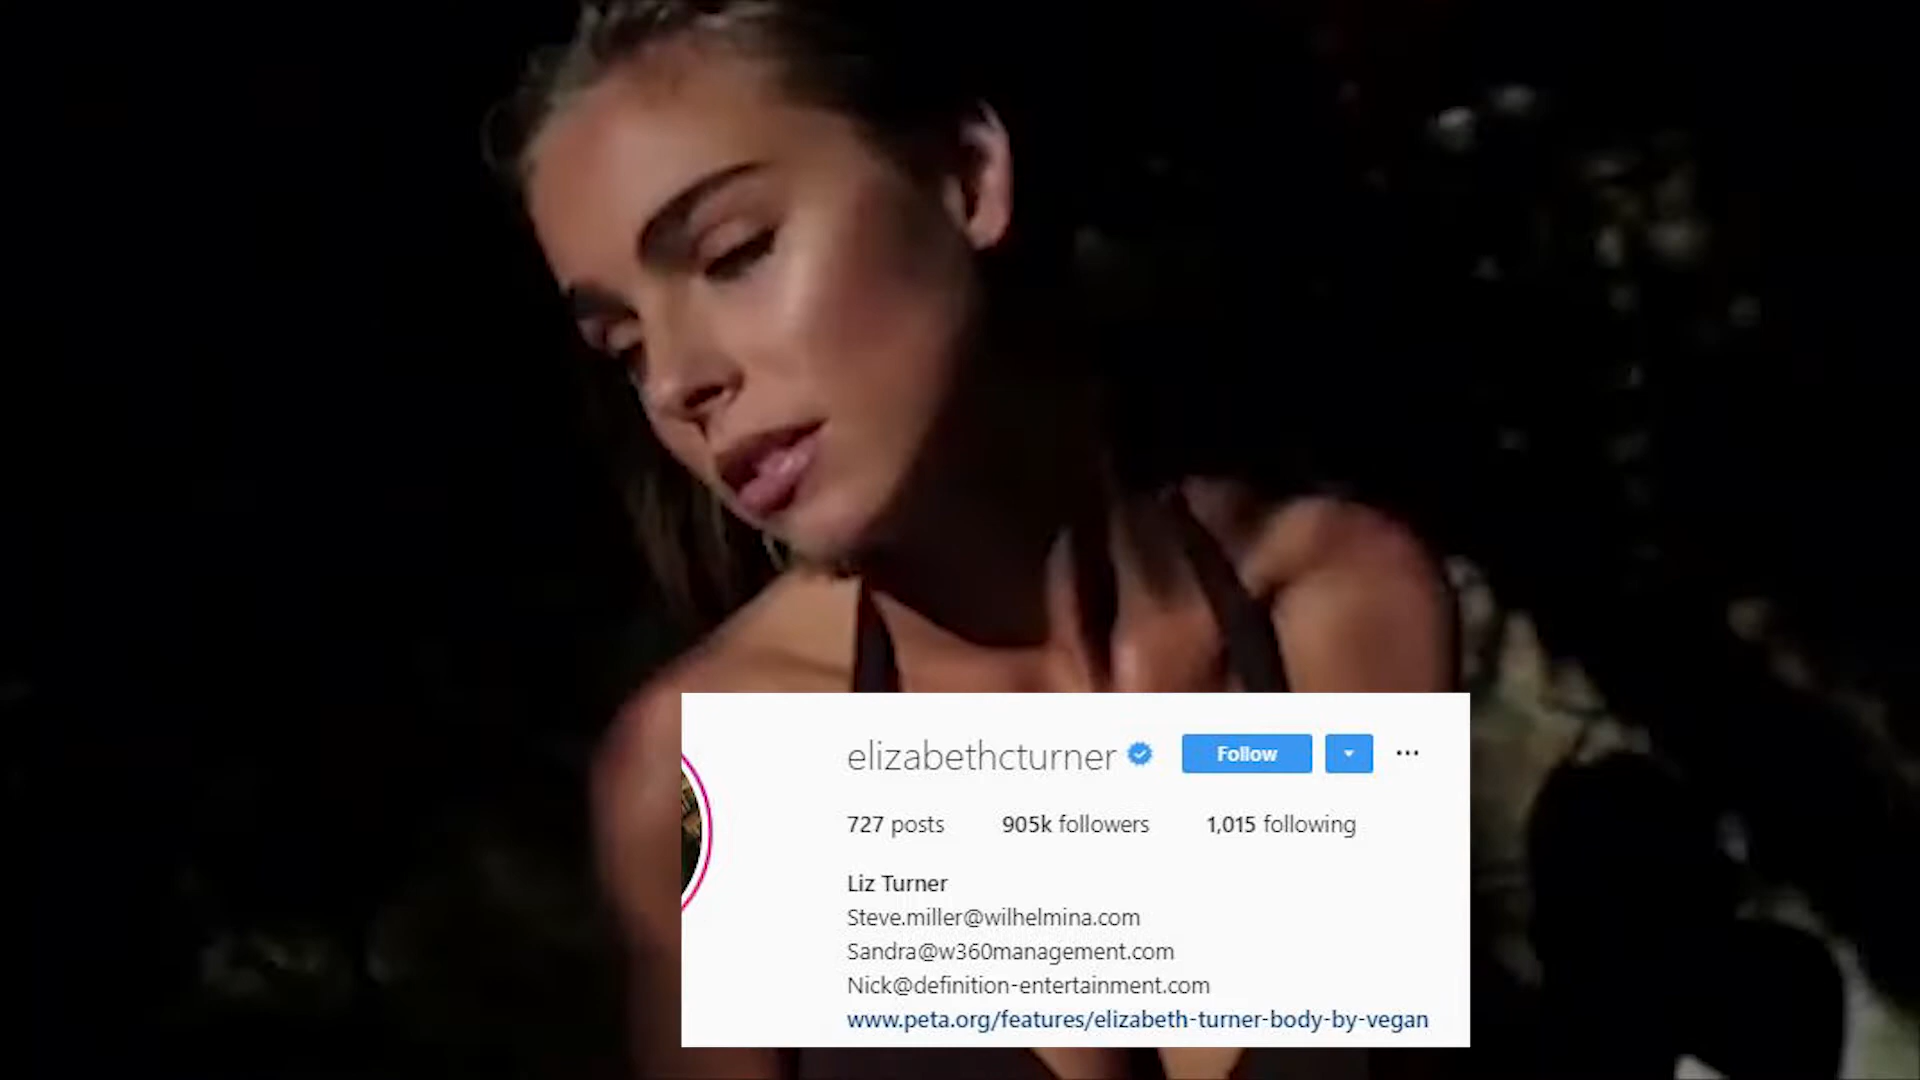 elizabethcturner Follow
727 posts 905k followers 1,015 following
Liz Turner
Steve.miller@wilhelmina.com
Sandra@w360management.com
Nick@definition-entertainment.com
www.peta.org/features/elizabeth-turner-body-by-vegan